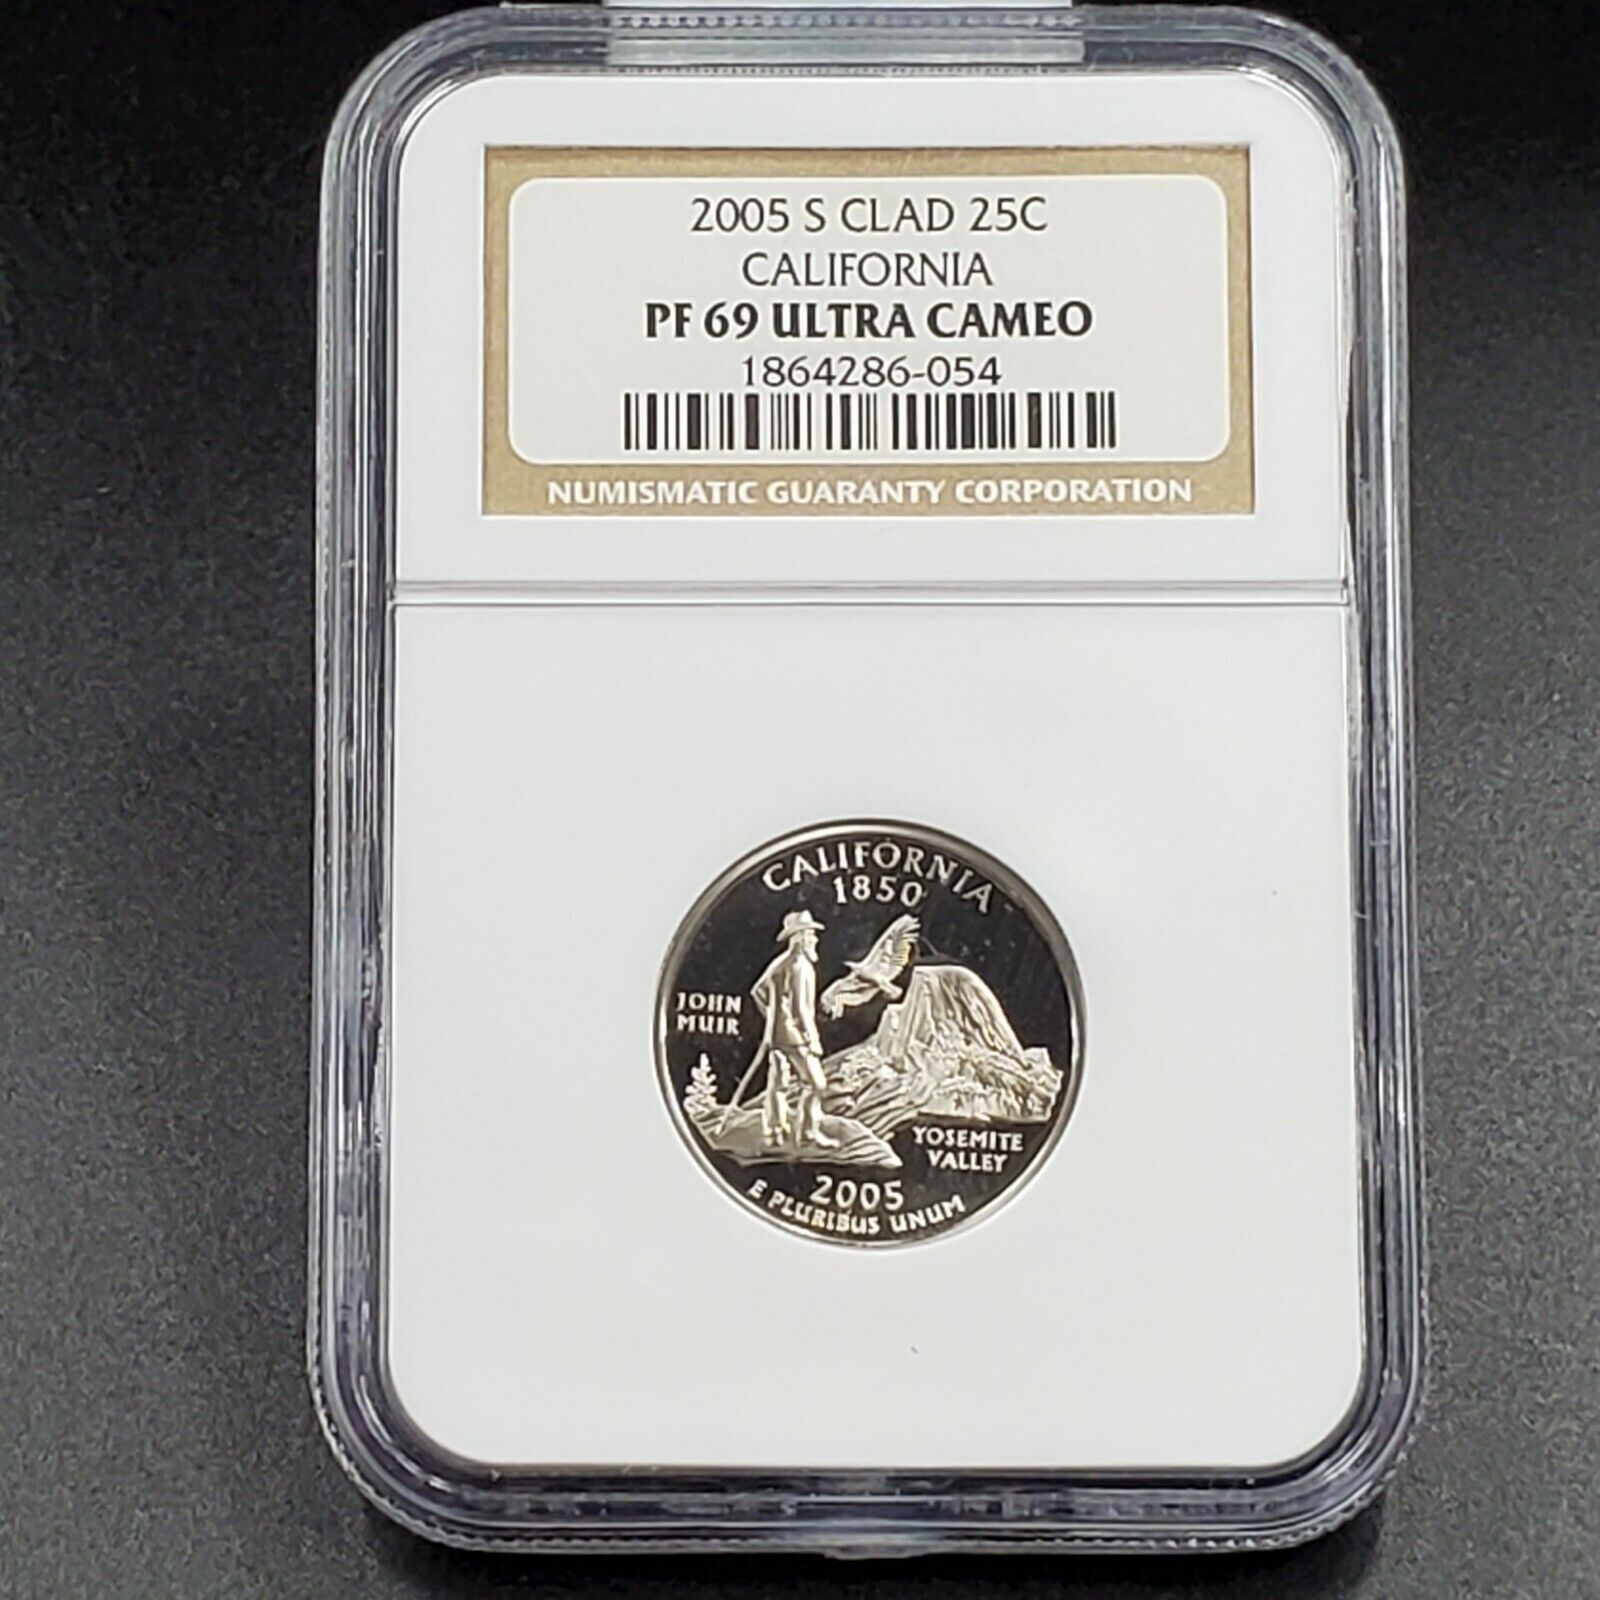 2005 S CLAD 25C
CALIFORNIA
PF 69 ULTRA CAMEO
1864286-054
NUMISMATIC GUARANTY CORPORATION
CALIFORNIA
1850
JOHN
MUIR
YOSEMITE
VALLEY
2005
E PLURIBUS UNUM